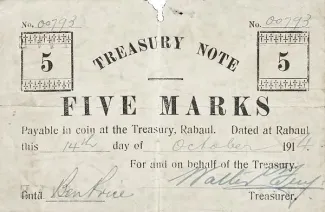 No. 00793 No. 00793
TREASURY NOTE
5 5
FIVE MARKS
Payable in coin at the Treasury, Rabaul. Dated at Rabaul
this 14th day of October 1914.
For and on behalf of the Treasury.
Treasurer.